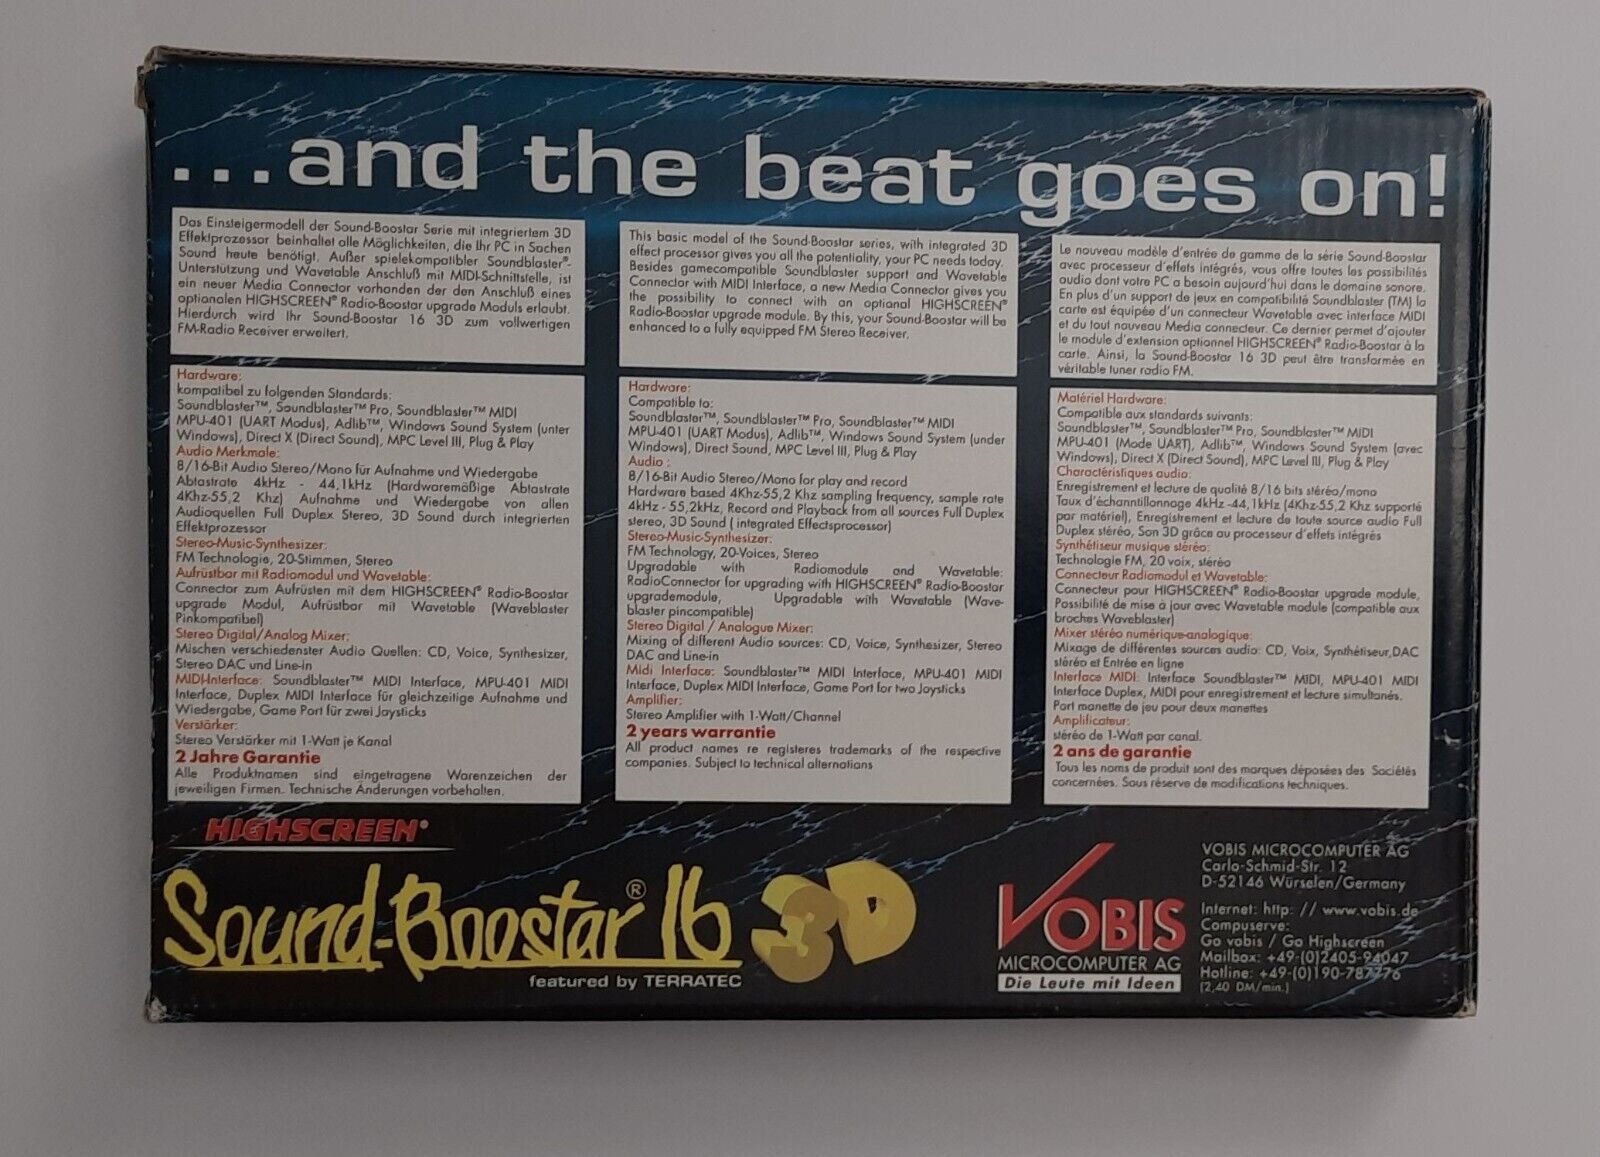 ...and the beat goes on!
Das Einsteigermodell der Sound-Boostar Serie mit integriertem 3D
Effektprozessor beinhaltet alle Möglichkeiten, die Ihr PC in Sachen
Sound heute benötigt. Außer spielekompatibler Soundblaster®-
Unterstützung und Wavetable Anschluß mit MIDI-Schnittstelle, ist
ein neuer Media Connector vorhanden der den Anschluß eines
optionalen HIGHSCREEN® Radio-Boostar upgrade Moduls erlaubt.
Hierdurch wird Ihr Sound-Boostar 16 3D zum vollwertigen
FM-Radio Receiver erweitert.
Hardware:
kompatibel zu folgenden Standards:
Soundblaster™, Soundblaster™ Pro, Soundblaster™ MIDI
MPU-401 (UART Modus), Adlib™, Windows Sound System (unter
Windows), Direct X (Direct Sound), MPC Level III, Plug & Play
Audio Merkmale:
8/16-Bit Audio Stereo/Mono für Aufnahme und Wiedergabe
Abtastrate 4kHz - 44,1kHz (Hardwaremäßige Abtastrate
4Khz-55,2 Khz) Aufnahme und Wiedergabe von allen
Audioquellen Full Duplex Stereo, 3D Sound durch integrierten
Effektprozessor
Stereo-Music-Synthesizer:
FM Technologie, 20-Stimmen, Stereo
Aufrüstbar mit Radiomodul und Wavetable:
Connector zum Aufrüsten mit dem HIGHSCREEN® Radio-Boostar
upgrade Modul, Aufrüstbar mit Wavetable (Waveblaster
Pinkompatibel)
Stereo Digital/Analog Mixer:
Mischen verschiedenster Audio Quellen: CD, Voice, Synthesizer,
Stereo DAC und Line-in
MIDI-Interface: Soundblaster™ MIDI Interface, MPU-401 MIDI
Interface, Duplex MIDI Interface für gleichzeitige Aufnahme und
Wiedergabe, Game Port für zwei Joysticks
Verstärker:
Stereo Verstärker mit 1-Watt je Kanal
2 Jahre Garantie
Alle Produktnamen sind eingetragene Warenzeichen der
jeweiligen Firmen. Technische Änderungen vorbehalten.
This basic model of the Sound-Boostar series, with integrated 3D
effect processor gives you all the potentiality, your PC needs today.
Besides gamecompatible Soundblaster support and Wavetable
Connector with MIDI Interface, a new Media Connector gives you
the possibility to connect with an optional HIGHSCREEN®
Radio-Boostar upgrade module. By this, your Sound-Boostar will be
enhanced to a fully equipped FM Stereo Receiver.
Hardware:
Compatible to:
Soundblaster™, Soundblaster™ Pro, Soundblaster™ MIDI
MPU-401 (UART Modus), Adlib™, Windows Sound System (under
Windows), Direct Sound, MPC Level III, Plug & Play
Audio :
8/16-Bit Audio Stereo/Mono for play and record
Hardware based 4Khz-55,2 Khz sampling frequency, sample rate
4kHz - 55,2kHz, Record and Playback from all sources Full Duplex
stereo, 3D Sound ( integrated Effectsprocessor)
Stereo-Music-Synthesizer:
FM Technology, 20-Voices, Stereo
Upgradable with Radiomodule and Wavetable:
RadioConnector for upgrading with HIGHSCREEN® Radio-Boostar
upgrademodule, Upgradable with Wavetable (Wave-
blaster pincompatible)
Stereo Digital / Analogue Mixer:
Mixing of different Audio sources: CD, Voice, Synthesizer, Stereo
DAC and Line-in
Midi Interface: Soundblaster™ MIDI Interface, MPU-401 MIDI
Interface, Duplex MIDI Interface, Game Port for two Joysticks
Amplifier:
Stereo Amplifier with 1-Watt/Channel
2 years warrantie
All product names re registeres trademarks of the respective
companies. Subject to technical alternations
Le nouveau modèle d'entrée de gamme de la série Sound-Boostar
avec processeur d'effets intégrés, vous offre toutes les possibilités
audio dont votre PC a besoin aujourd'hui dans le domaine sonore.
En plus d'un support de jeux en compatibilité Soundblaster (TM) la
carte est équipée d'un connecteur Wavetable avec interface MIDI
et du tout nouveau Media connecteur. Ce dernier permet d'ajouter
le module d'extension optionnel HIGHSCREEN® Radio-Boostar à la
carte. Ainsi, la Sound-Boostar 16 3D peut être transformée en
véritable tuner radio FM.
Matériel Hardware:
Compatible aux standards suivants:
Soundblaster™, Soundblaster™ Pro, Soundblaster™ MIDI
MPU-401 (Mode UART), Adlib™, Windows Sound System (avec
Windows), Direct X (Direct Sound), MPC Level III, Plug & Play
Charactéristiques audio:
Enregistrement et lecture de qualité 8/16 bits stéréo/mono
Taux d'échanntillonnage 4kHz -44,1kHz (4Khz-55,2 Khz supporté
par matériel), Enregistrement et lecture de toute source audio Full
Duplex stéréo, Son 3D grâce au processeur d'effets intégrés
Synthétiseur musique stéréo:
Technologie FM, 20 voix, stéréo
Connecteur Radiomodul et Wavetable:
Connecteur pour HIGHSCREEN® Radio-Boostar upgrade module,
Possibilité de mise à jour avec Wavetable module (compatible aux
broches Waveblaster)
Mixer stéréo numérique-analogique:
Mixage de différentes sources audio: CD, Voix, Synthétiseur,DAC
stéréo et Entrée en ligne
Interface MIDI: Interface Soundblaster™ MIDI, MPU-401 MIDI
Interface Duplex, MIDI pour enregistrement et lecture simultanés.
Port manette de jeu pour deux manettes
Amplificateur:
stéréo de 1-Watt par canal.
2 ans de garantie
Tous les noms de produit sont des marques déposées des Sociétés
concernées. Sous réserve de modifications techniques.
HIGHSCREEN®
Sound-Boostar® 16 3D
featured by TERRATEC
VOBIS
MICROCOMPUTER AG
Die Leute mit Ideen
VOBIS MICROCOMPUTER AG
Carlo-Schmid-Str. 12
D-52146 Würselen/Germany
Internet: http: // www.vobis.de
Compuserve:
Go vobis / Go Highscreen
Mailbox: +49-(0)2405-94047
Hotline: +49-(0)190-787776
(2,40 DM/min.)